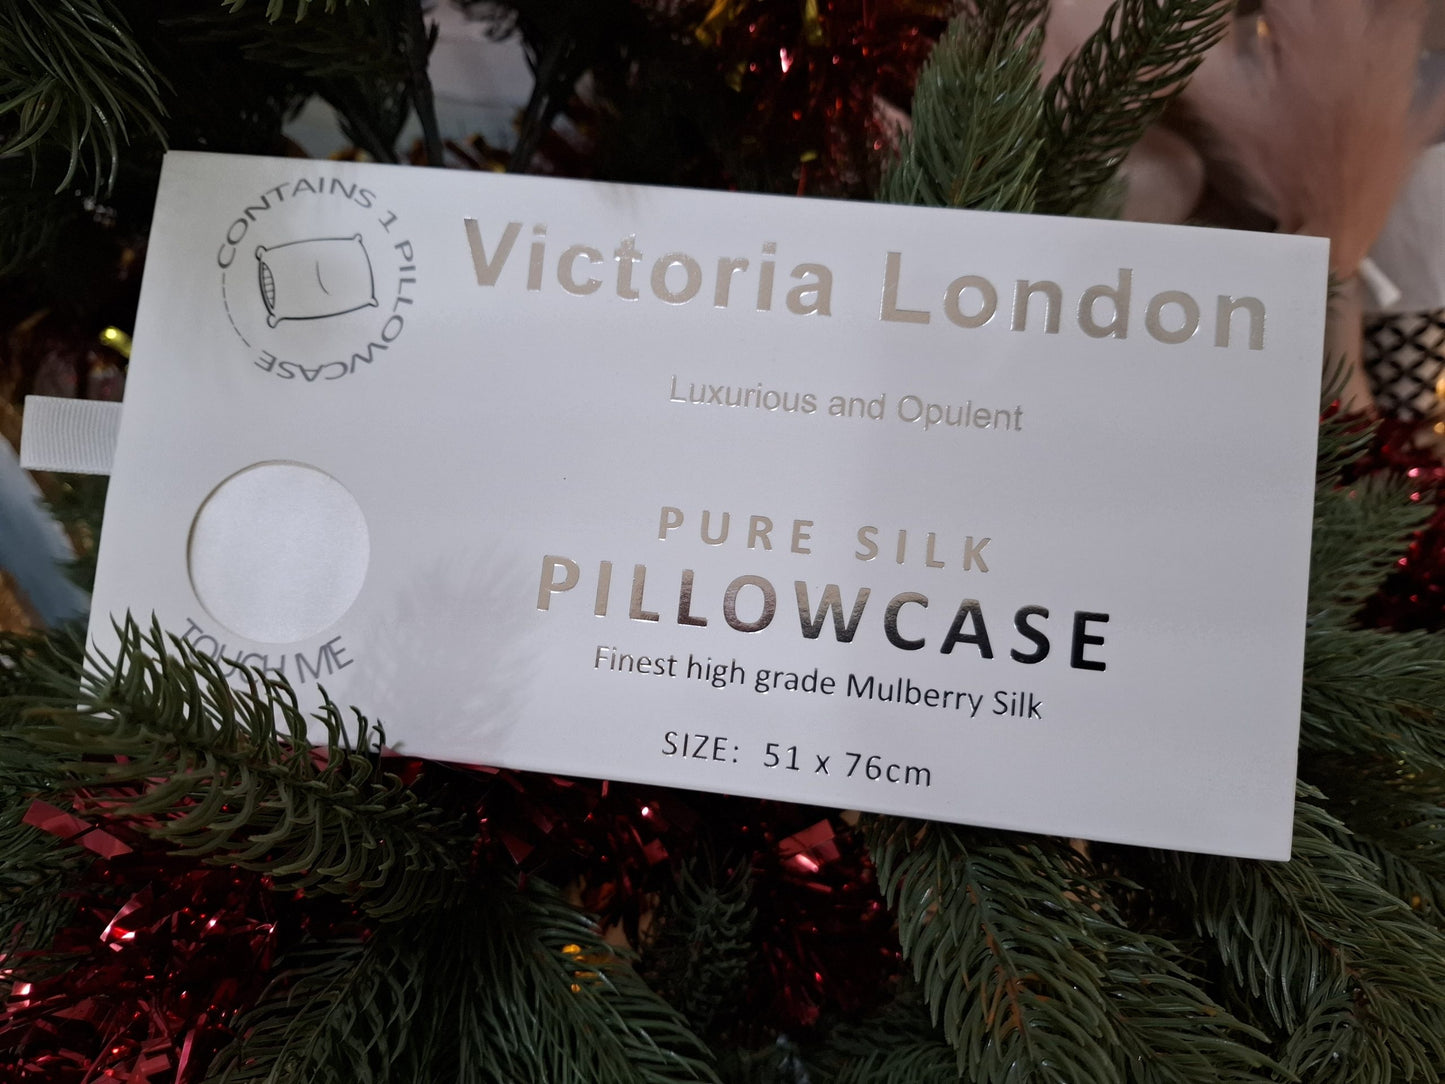 CONTAINS 1 PILLOWCASE
Victoria London
Luxurious and Opulent
PURE SILK
PILLOWCASE
Finest high grade Mulberry Silk
SIZE: 51 x 76cm
TOUCH ME